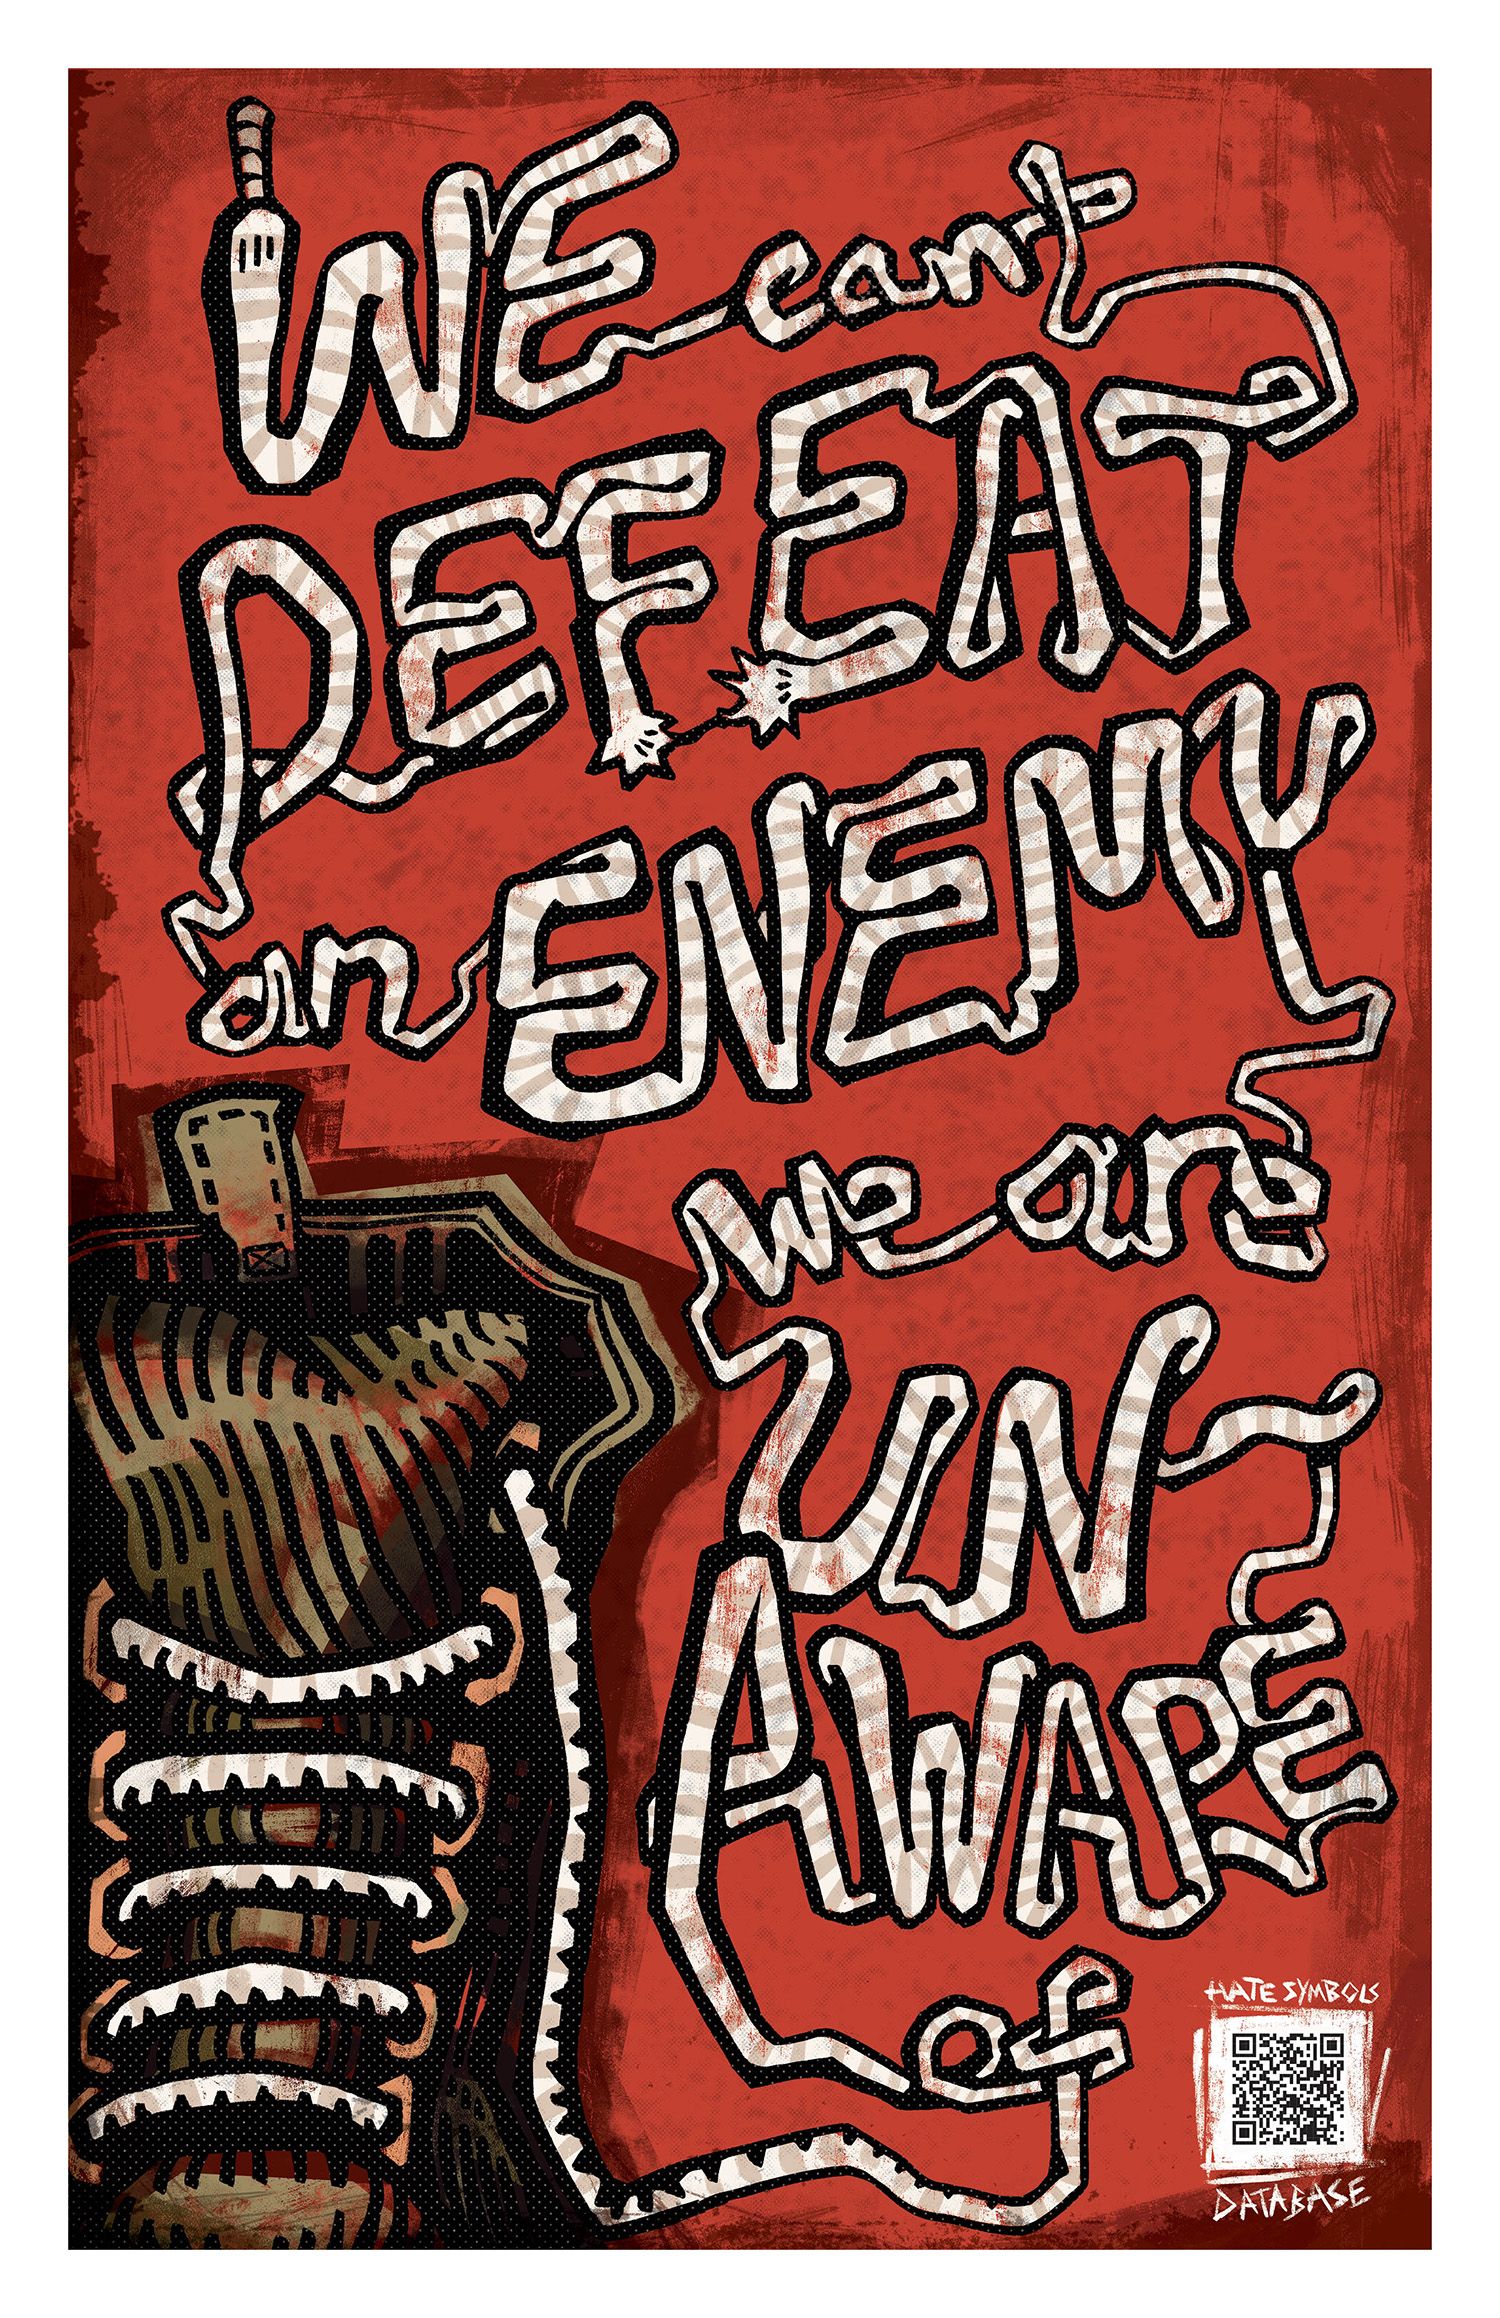 WE can't
DEFEAT
an ENEMY
we are
UN-
AWARE
of
HATE SYMBOLS
DATABASE